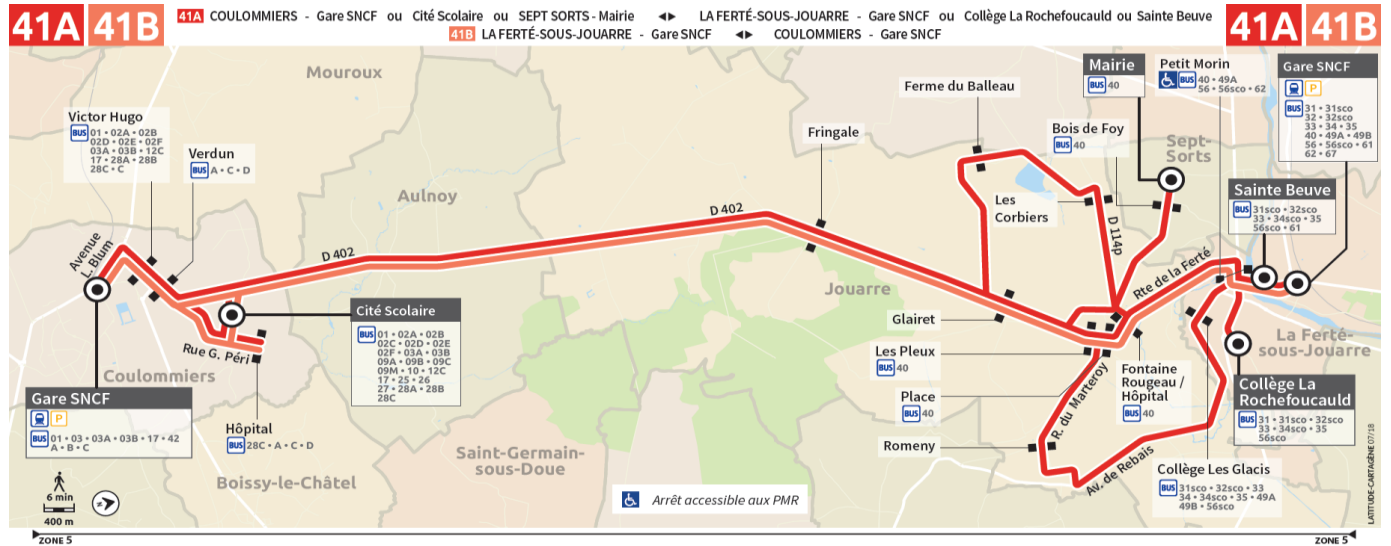 41A 41B
41A COULOMMIERS - Gare SNCF ou Cité Scolaire ou SEPT SORTS - Mairie ◄► LA FERTÉ-SOUS-JOUARRE - Gare SNCF ou Collège La Rochefoucauld ou Sainte Beuve
41B LA FERTÉ-SOUS-JOUARRE - Gare SNCF ◄► COULOMMIERS - Gare SNCF
41A 41B
Mouroux
Victor Hugo
BUS 01 • 02A • 02B
02D • 02E • 02F
03A • 03B • 12C
17 • 28A • 28B
28C • C
Verdun
BUS A • C • D
Aulnoy
Fringale
Ferme du Balleau
Mairie
BUS 40
Petit Morin
BUS 40 • 49A
56 • 56sco • 62
Gare SNCF
P
BUS 31 • 31sco
32 • 32sco
33 • 34 • 35
40 • 49A • 49B
56 • 56sco • 61
62 • 67
Bois de Foy
BUS 40
Sept-
Sorts
Sainte Beuve
BUS 31sco • 32sco
33 • 34sco • 35
56sco • 61
Les
Corbiers
D 114p
Rte de la Ferté
Avenue
L. Blum
D 402
D 402
Jouarre
Glairet
Les Pleux
BUS 40
Place
BUS 40
Romeny
R. du Marteroy
Av. de Rebais
Fontaine
Rougeau /
Hôpital
BUS 40
La Ferté-
sous-Jouarre
Collège La
Rochefoucauld
BUS 31 • 31sco • 32sco
33 • 34sco • 35
56sco
Collège Les Glacis
BUS 31sco • 32sco • 33
34 • 34sco • 35 • 49A
49B • 56sco
Cité Scolaire
BUS 01 • 02A • 02B
02C • 02D • 02E
02F • 03A • 03B
09A • 09B • 09C
09M • 10 • 12C
17 • 25 • 26
27 • 28A • 28B
28C
Rue G. Péri
Coulommiers
Gare SNCF
P
BUS 01 • 03 • 03A • 03B • 17 • 42
A • B • C
Hôpital
BUS 28C • A • C • D
Saint-Germain-
sous-Doue
Boissy-le-Châtel
6 min
400 m
Arrêt accessible aux PMR
LATITUDE-CARTAGÈNE 07/18
ZONE 5
ZONE 5